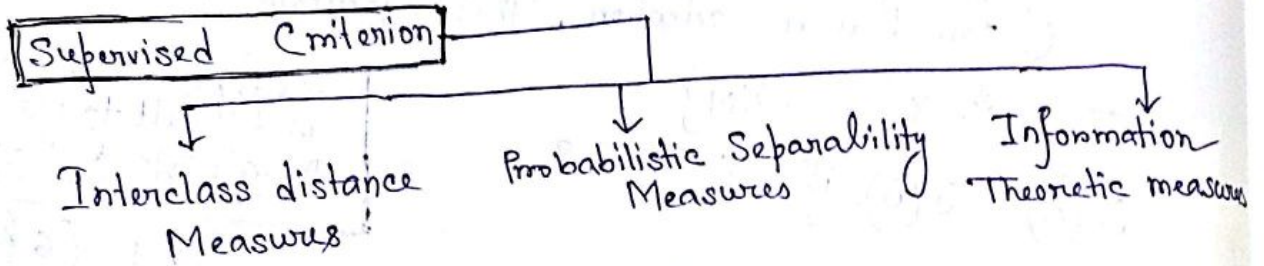 Supervised Criterion
Interclass distance
Measures
Probabilistic Separability
Measures
Information
Theoretic measures